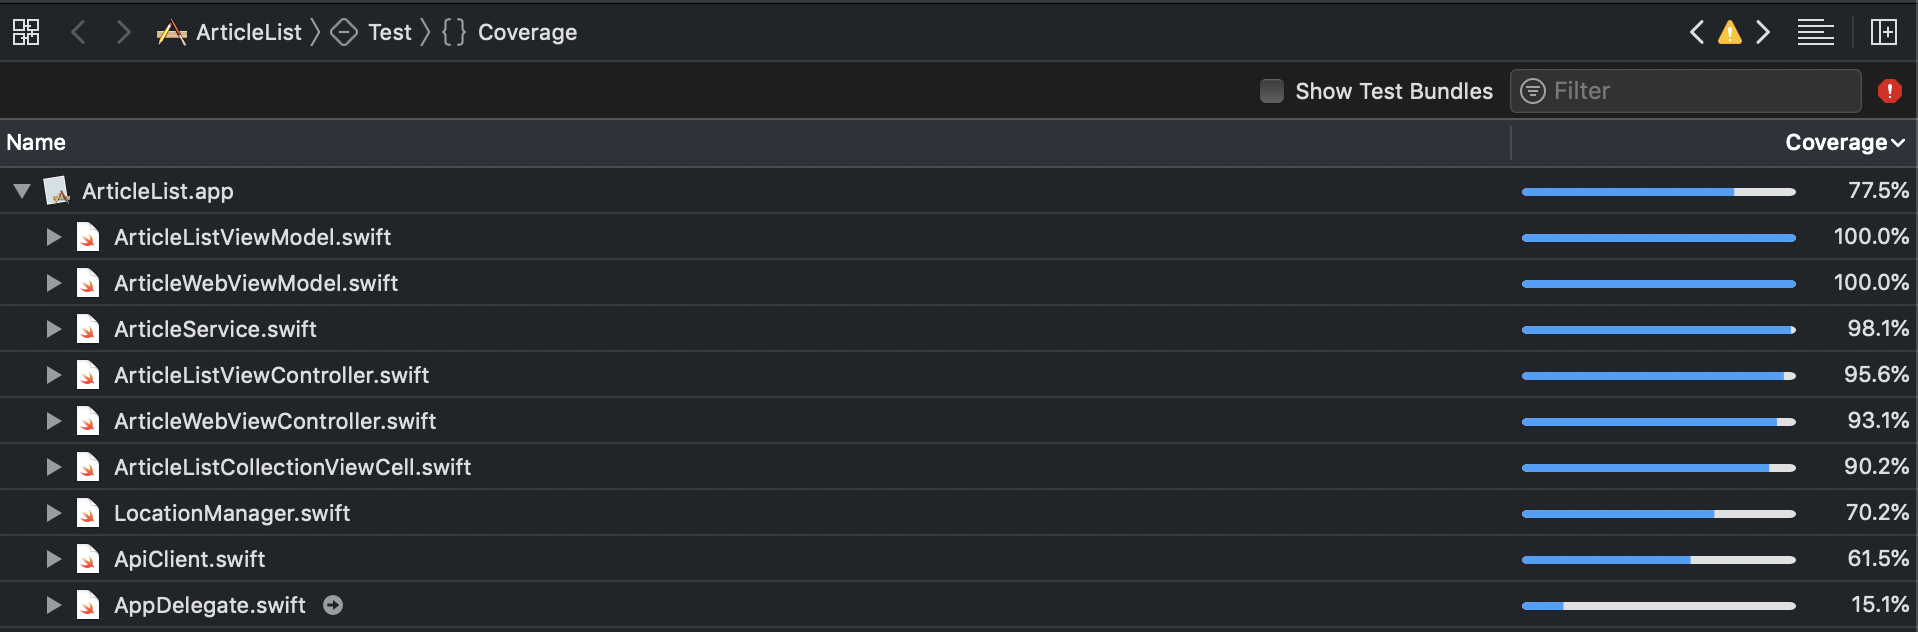 ArticleList Test {} Coverage
Show Test Bundles Filter
Name Coverage
ArticleList.app 77.5%
ArticleListViewModel.swift 100.0%
ArticleWebViewModel.swift 100.0%
ArticleService.swift 98.1%
ArticleListViewController.swift 95.6%
ArticleWebViewController.swift 93.1%
ArticleListCollectionViewCell.swift 90.2%
LocationManager.swift 70.2%
ApiClient.swift 61.5%
AppDelegate.swift 15.1%